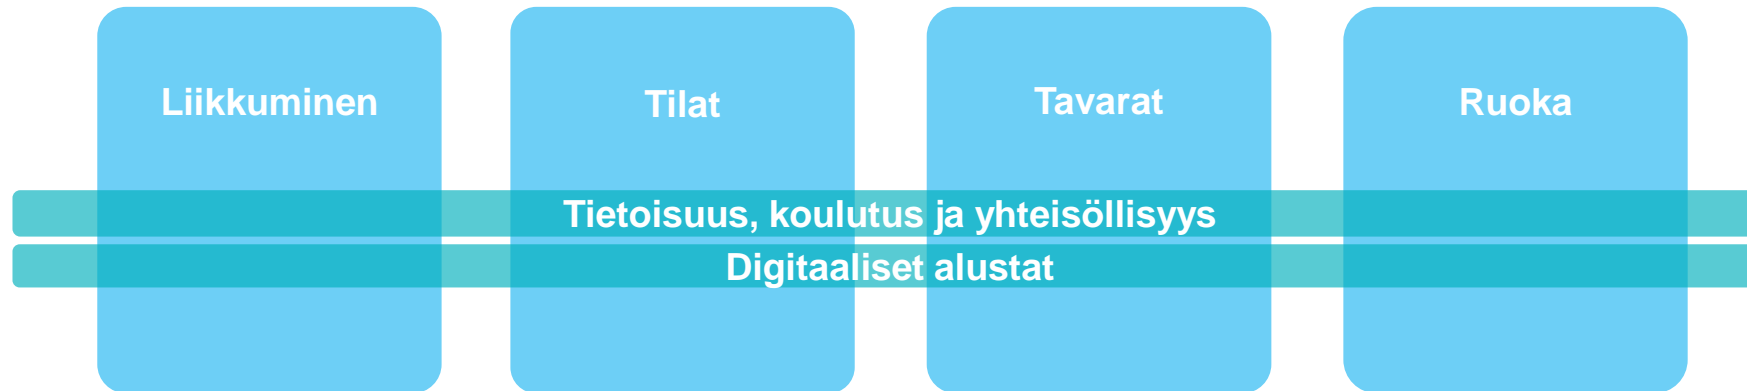 Liikkuminen
Tilat
Tavarat
Ruoka
Tietoisuus, koulutus ja yhteisöllisyys
Digitaaliset alustat